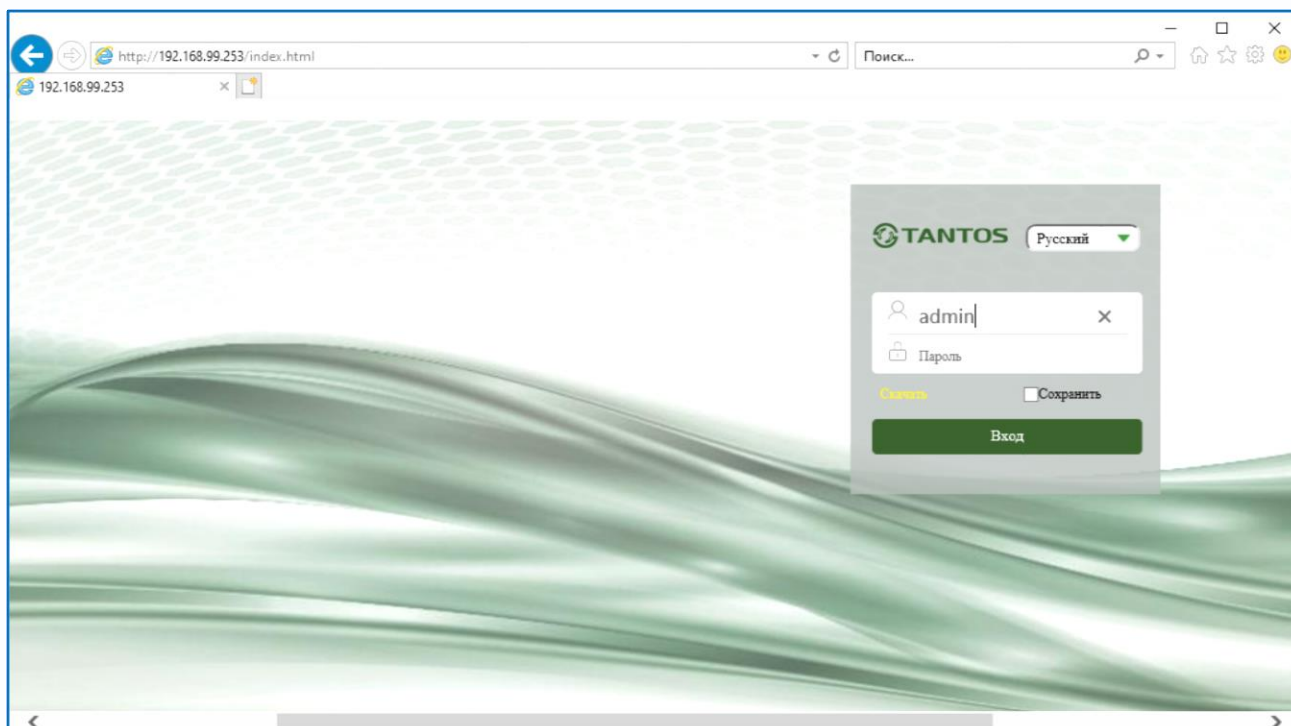 http://192.168.99.253/index.html
Поиск...
192.168.99.253
TANTOS
Русский
admin
Пароль
Скачать
Сохранить
Вход